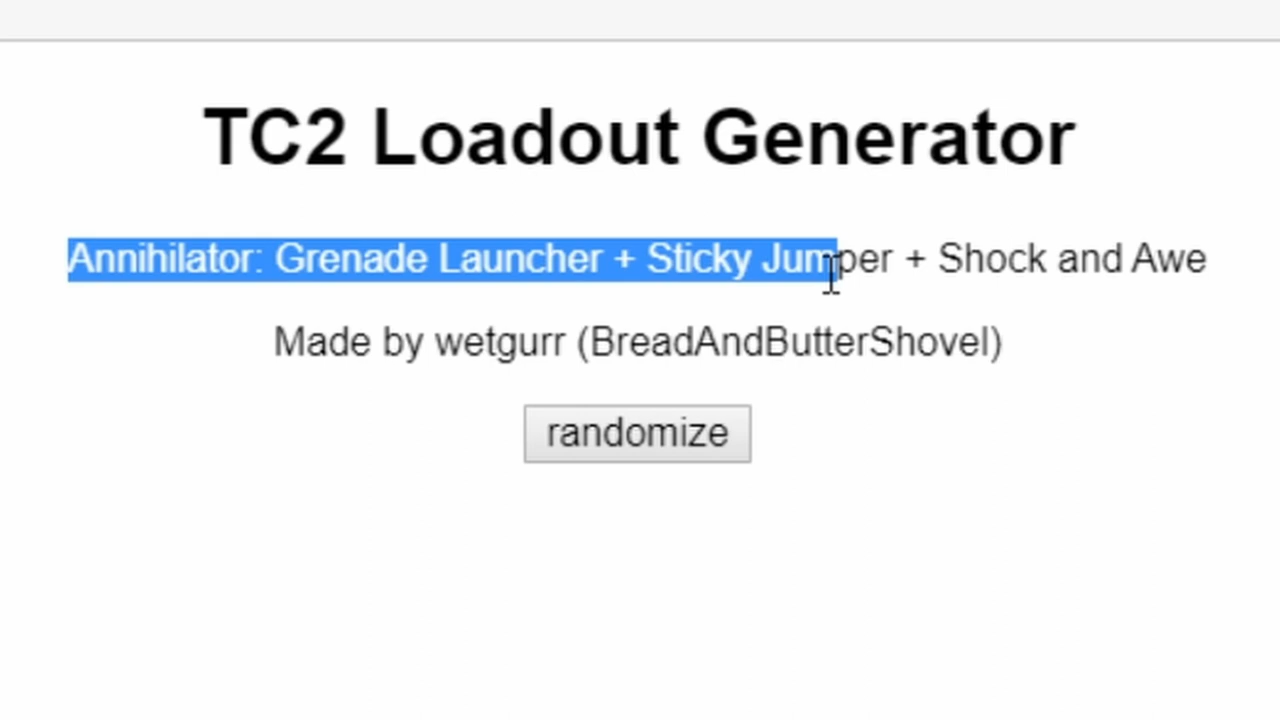 TC2 Loadout Generator
Annihilator: Grenade Launcher + Sticky Jumper + Shock and Awe
Made by wetgurr (BreadAndButterShovel)
randomize